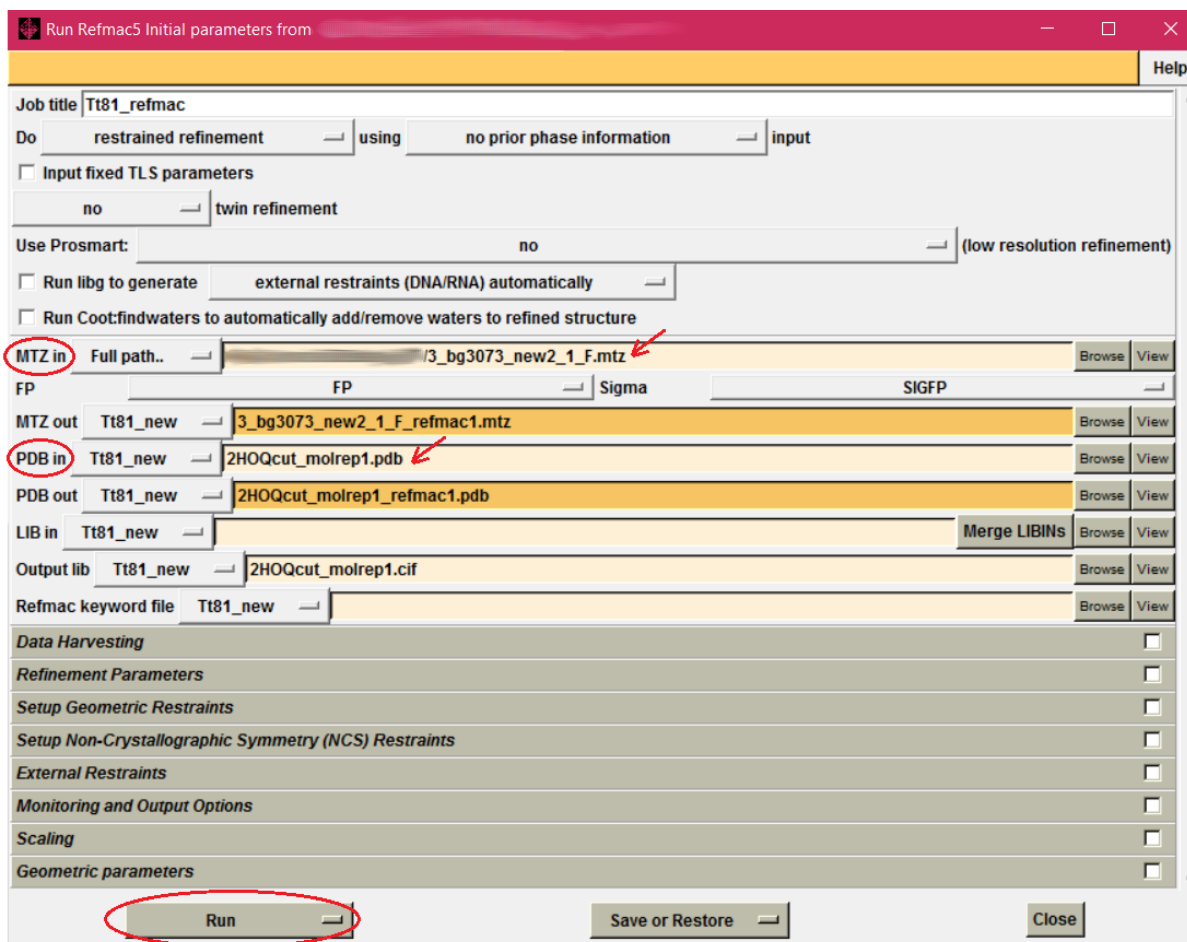 Run Refmac5 Initial parameters from
Help
Job title Tt81_refmac
Do restrained refinement using no prior phase information input
Input fixed TLS parameters
no twin refinement
Use Prosmart: no (low resolution refinement)
Run libg to generate external restraints (DNA/RNA) automatically
Run Coot:findwaters to automatically add/remove waters to refined structure
MTZ in Full path.. /3_bg3073_new2_1_F.mtz Browse View
FP FP Sigma SIGFP
MTZ out Tt81_new 3_bg3073_new2_1_F_refmac1.mtz Browse View
PDB in Tt81_new 2HOQcut_molrep1.pdb Browse View
PDB out Tt81_new 2HOQcut_molrep1_refmac1.pdb Browse View
LIB in Tt81_new Merge LIBINs Browse View
Output lib Tt81_new 2HOQcut_molrep1.cif Browse View
Refmac keyword file Tt81_new Browse View
Data Harvesting
Refinement Parameters
Setup Geometric Restraints
Setup Non-Crystallographic Symmetry (NCS) Restraints
External Restraints
Monitoring and Output Options
Scaling
Geometric parameters
Run Save or Restore Close